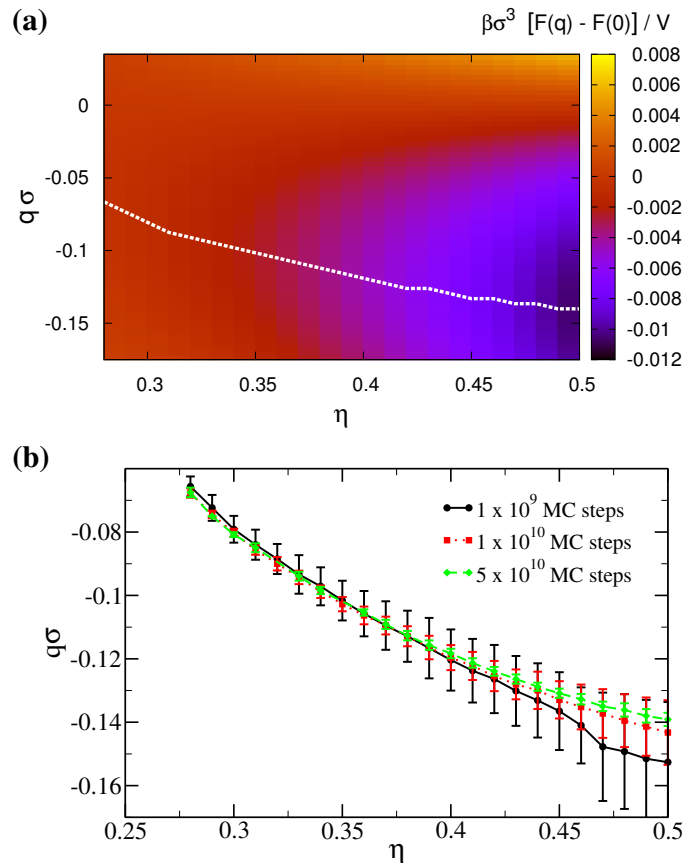 (a)
βσ³ [F(q) - F(0)] / V
0.008
0.006
0.004
0.002
0
-0.002
-0.004
-0.006
-0.008
-0.01
-0.012
0
-0.05
-0.1
-0.15
q σ
0.3 0.35 0.4 0.45 0.5
η
(b)
1 x 10⁹ MC steps
1 x 10¹⁰ MC steps
5 x 10¹⁰ MC steps
-0.08
-0.1
-0.12
-0.14
-0.16
qσ
0.25 0.3 0.35 0.4 0.45 0.5
η